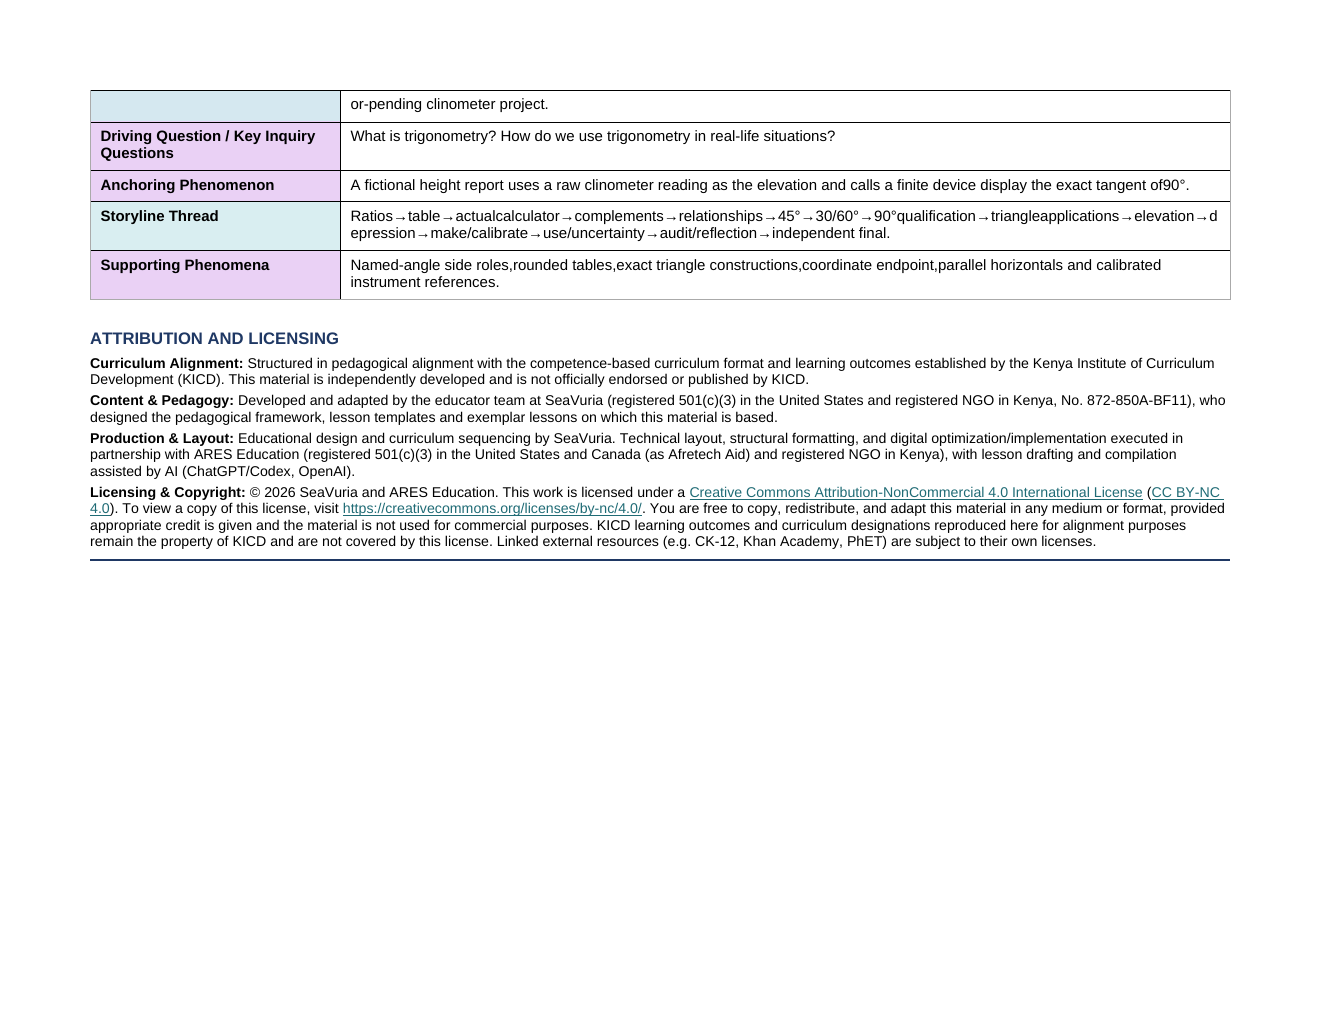 or-pending clinometer project.
Driving Question / Key Inquiry
Questions
What is trigonometry? How do we use trigonometry in real-life situations?
Anchoring Phenomenon
A fictional height report uses a raw clinometer reading as the elevation and calls a finite device display the exact tangent of90°.
Storyline Thread
Ratios→table→actualcalculator→complements→relationships→45°→30/60°→90°qualification→triangleapplications→elevation→d
epression→make/calibrate→use/uncertainty→audit/reflection→independent final.
Supporting Phenomena
Named-angle side roles,rounded tables,exact triangle constructions,coordinate endpoint,parallel horizontals and calibrated
instrument references.
ATTRIBUTION AND LICENSING
Curriculum Alignment: Structured in pedagogical alignment with the competence-based curriculum format and learning outcomes established by the Kenya Institute of Curriculum
Development (KICD). This material is independently developed and is not officially endorsed or published by KICD.
Content & Pedagogy: Developed and adapted by the educator team at SeaVuria (registered 501(c)(3) in the United States and registered NGO in Kenya, No. 872-850A-BF11), who
designed the pedagogical framework, lesson templates and exemplar lessons on which this material is based.
Production & Layout: Educational design and curriculum sequencing by SeaVuria. Technical layout, structural formatting, and digital optimization/implementation executed in
partnership with ARES Education (registered 501(c)(3) in the United States and Canada (as Afretech Aid) and registered NGO in Kenya), with lesson drafting and compilation
assisted by AI (ChatGPT/Codex, OpenAI).
Licensing & Copyright: © 2026 SeaVuria and ARES Education. This work is licensed under a Creative Commons Attribution-NonCommercial 4.0 International License (CC BY-NC
4.0). To view a copy of this license, visit https://creativecommons.org/licenses/by-nc/4.0/. You are free to copy, redistribute, and adapt this material in any medium or format, provided
appropriate credit is given and the material is not used for commercial purposes. KICD learning outcomes and curriculum designations reproduced here for alignment purposes
remain the property of KICD and are not covered by this license. Linked external resources (e.g. CK-12, Khan Academy, PhET) are subject to their own licenses.